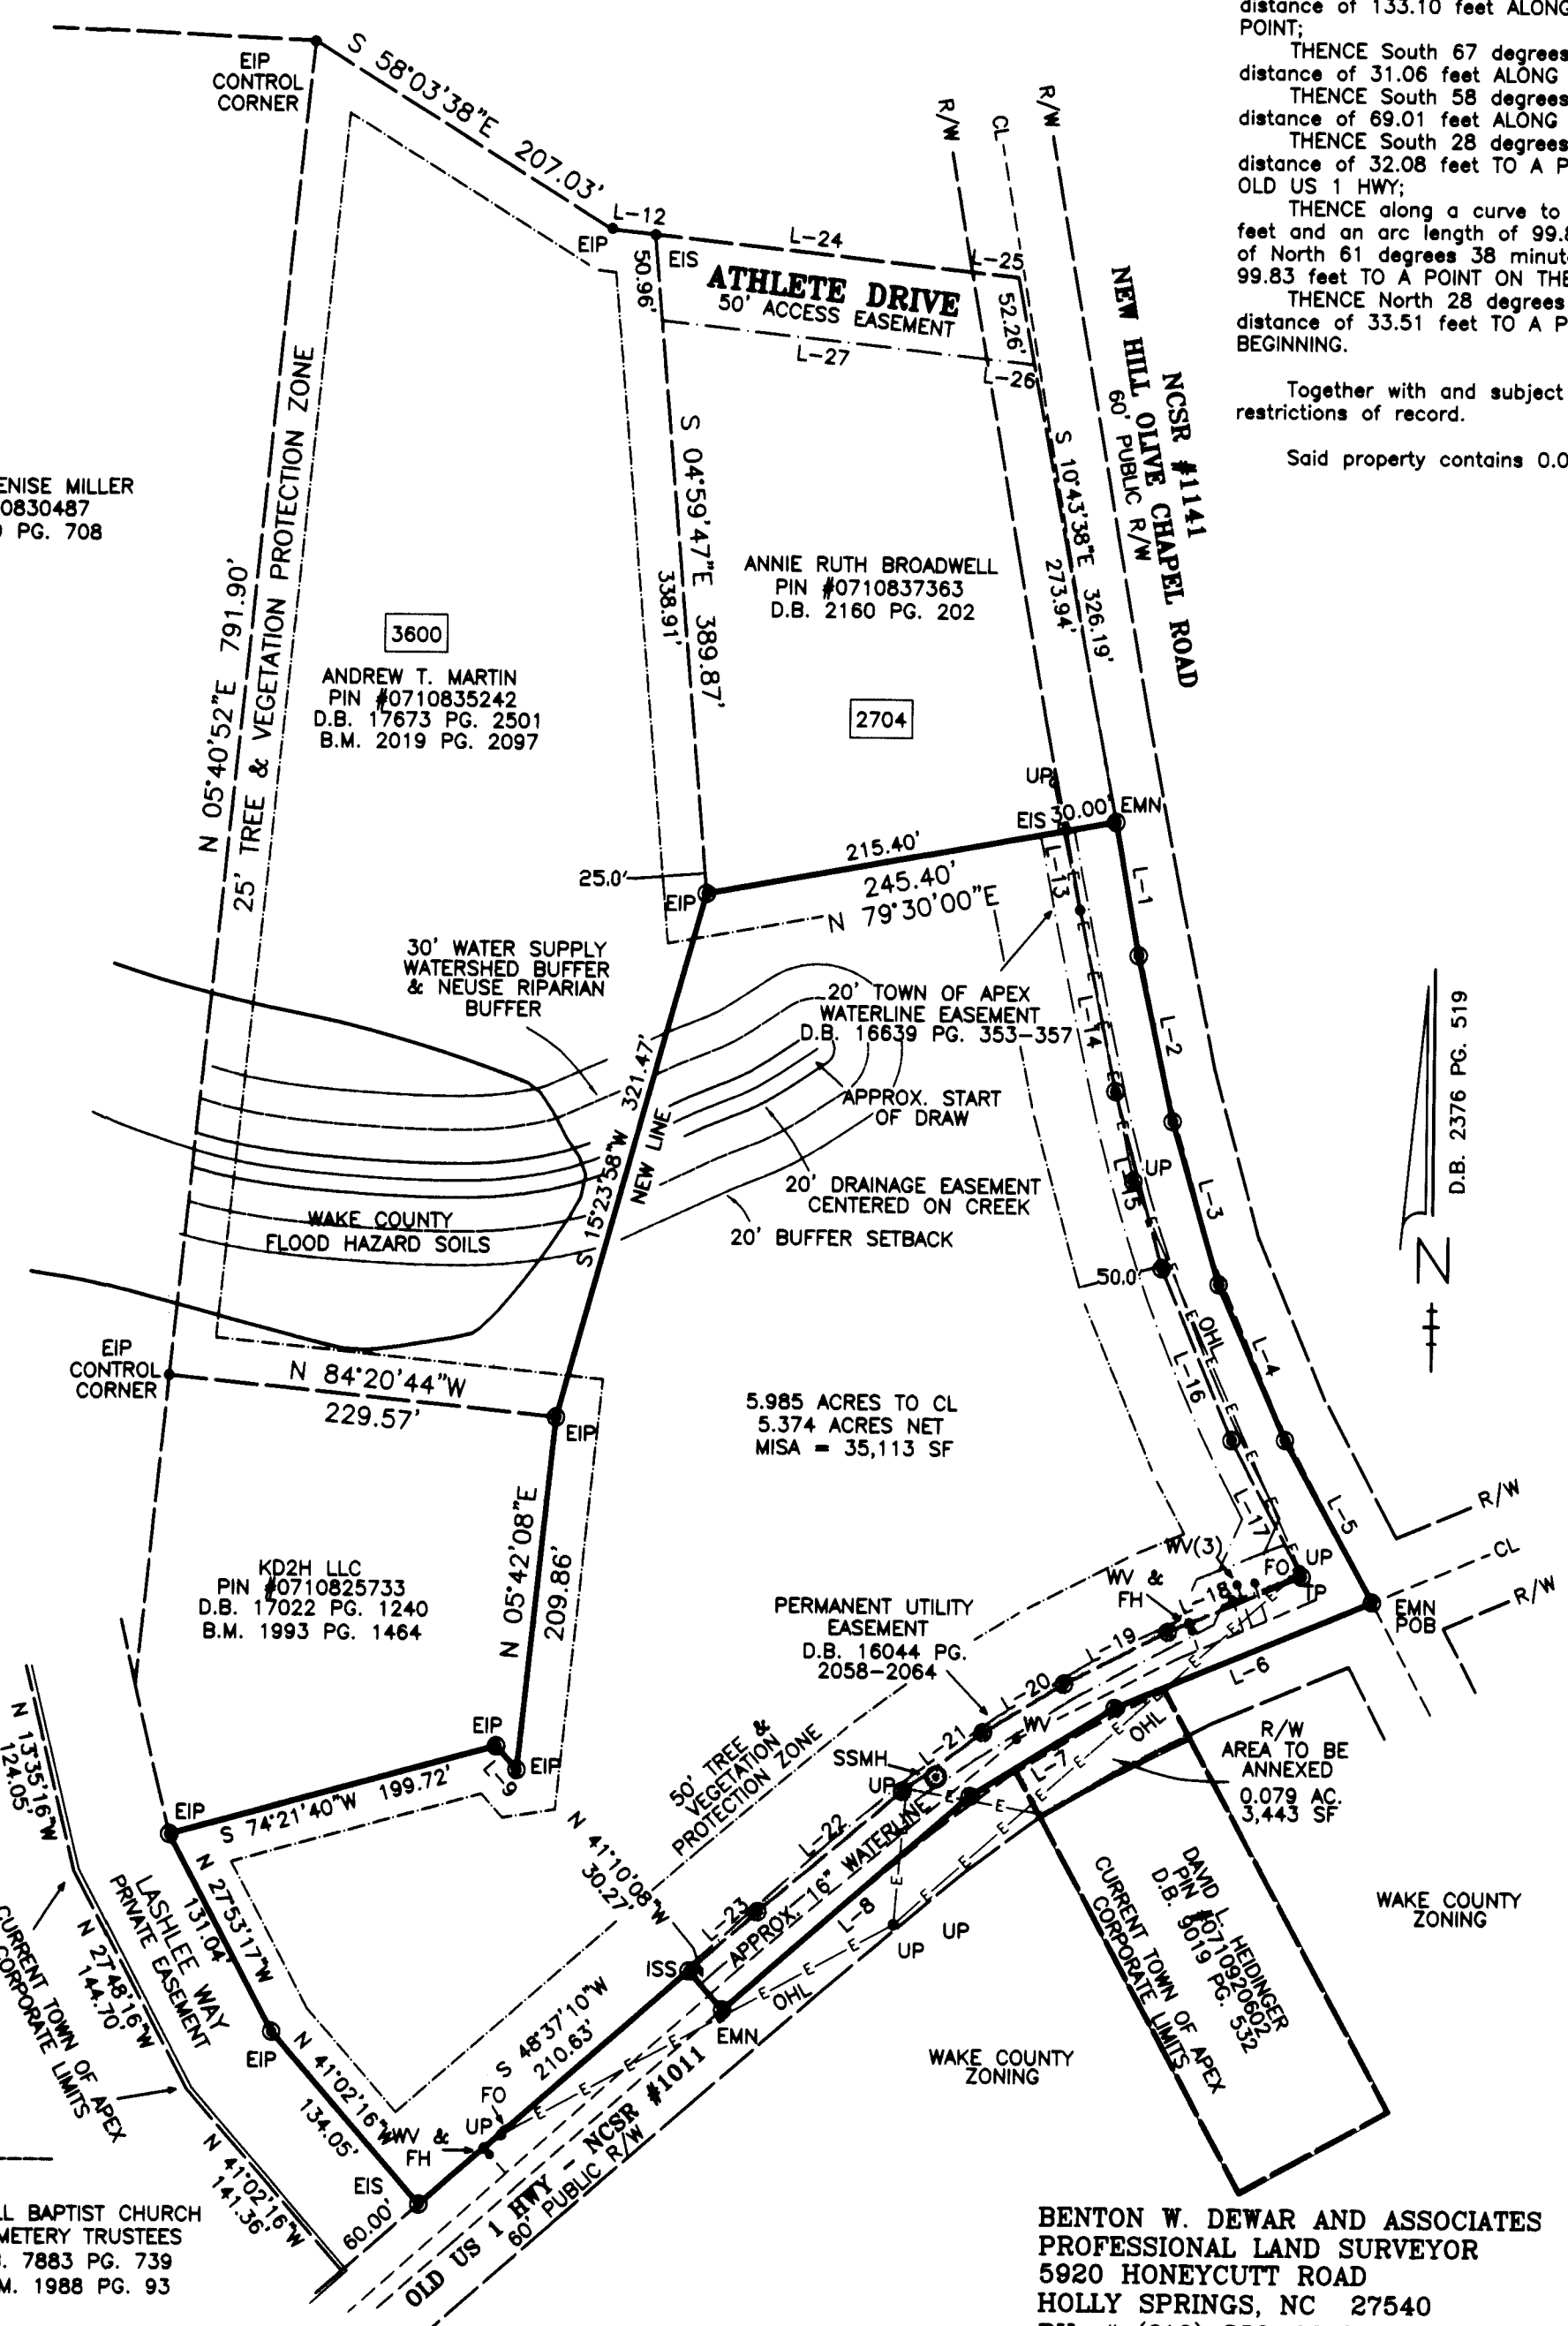 distance of 133.10 feet ALONG
POINT;
THENCE South 67 degrees
distance of 31.06 feet ALONG
THENCE South 58 degrees
distance of 69.01 feet ALONG
THENCE South 28 degrees
distance of 32.08 feet TO A P
OLD US 1 HWY;
THENCE along a curve to
feet and an arc length of 99.8
of North 61 degrees 38 minut
99.83 feet TO A POINT ON THE
THENCE North 28 degrees
distance of 33.51 feet TO A P
BEGINNING.
Together with and subject
restrictions of record.
Said property contains 0.0
EIP
CONTROL
CORNER
S 58°03'38"E 207.03'
L-12
EIP
EIS
L-24
L-25
ATHLETE DRIVE
50' ACCESS EASEMENT
50.96'
52.26'
L-27
L-26
R/W
CL
R/W
NCSR #1141
NEW HILL OLIVE CHAPEL ROAD
60' PUBLIC R/W
S 10°43'38"E 326.19'
273.94'
S 04°59'47"E 389.87'
338.91'
ENISE MILLER
0830487
PG. 708
N 05°40'52"E 791.90'
25' TREE & VEGETATION PROTECTION ZONE
3600
ANDREW T. MARTIN
PIN #0710835242
D.B. 17673 PG. 2501
B.M. 2019 PG. 2097
ANNIE RUTH BROADWELL
PIN #0710837363
D.B. 2160 PG. 202
2704
UP
EIS
30.00'
EMN
215.40'
245.40'
N 79°30'00"E
25.0'
EIP
L-13
L-1
30' WATER SUPPLY
WATERSHED BUFFER
& NEUSE RIPARIAN
BUFFER
20' TOWN OF APEX
WATERLINE EASEMENT
D.B. 16639 PG. 353-357
L-14
L-2
APPROX. START
OF DRAW
S 15°23'58"W 321.47'
NEW LINE
20' DRAINAGE EASEMENT
CENTERED ON CREEK
20' BUFFER SETBACK
WAKE COUNTY
FLOOD HAZARD SOILS
UP
L-15
L-3
50.0'
D.B. 2376 PG. 519
N
EIP
CONTROL
CORNER
N 84°20'44"W
229.57'
EIP
OHL
L-16
L-4
5.985 ACRES TO CL
5.374 ACRES NET
MISA = 35,113 SF
L-17
L-5
R/W
CL
R/W
KD2H LLC
PIN #0710825733
D.B. 17022 PG. 1240
B.M. 1993 PG. 1464
N 05°42'08"E
209.86'
WV(3)
FO
UP
TP
WV &
FH
L-18
EMN
POB
PERMANENT UTILITY
EASEMENT
D.B. 16044 PG.
2058-2064
L-19
L-20
L-6
L-21
WV
OHL
L-7
SSMH
UP
R/W
AREA TO BE
ANNEXED
0.079 AC.
3,443 SF
50' TREE &
VEGETATION
PROTECTION ZONE
EIP
L-9
EIP
EIP
S 74°21'40"W 199.72'
N 13°35'16"W
124.05'
N 27°53'17"W
131.04'
LASHLEE WAY
PRIVATE EASEMENT
N 27°48'16"W
144.70'
CURRENT TOWN OF APEX
CORPORATE LIMITS
N 41°10'08"W
30.27'
L-22
L-23
APPROX. 16" WATERLINE
L-8
UP
UP
ISS
OHL
EMN
DAVID L. HEIDINGER
PIN #0710920602
D.B. 9019 PG. 532
CURRENT TOWN OF APEX
CORPORATE LIMITS
WAKE COUNTY
ZONING
WAKE COUNTY
ZONING
EIP
N 41°02'16"W
134.05'
S 48°37'10"W
210.63'
FO
UP
WV &
FH
EIS
60.00'
N 41°02'16"W
141.36'
OLD US 1 HWY - NCSR #1011
60' PUBLIC R/W
LL BAPTIST CHURCH
METERY TRUSTEES
. 7883 PG. 739
M. 1988 PG. 93
BENTON W. DEWAR AND ASSOCIATES
PROFESSIONAL LAND SURVEYOR
5920 HONEYCUTT ROAD
HOLLY SPRINGS, NC 27540